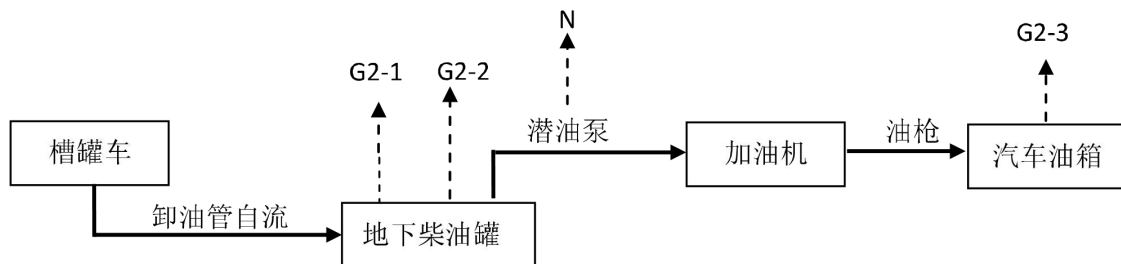 N
G2-3
G2-1
G2-2
槽罐车
潜油泵
加油机
油枪
汽车油箱
卸油管自流
地下柴油罐